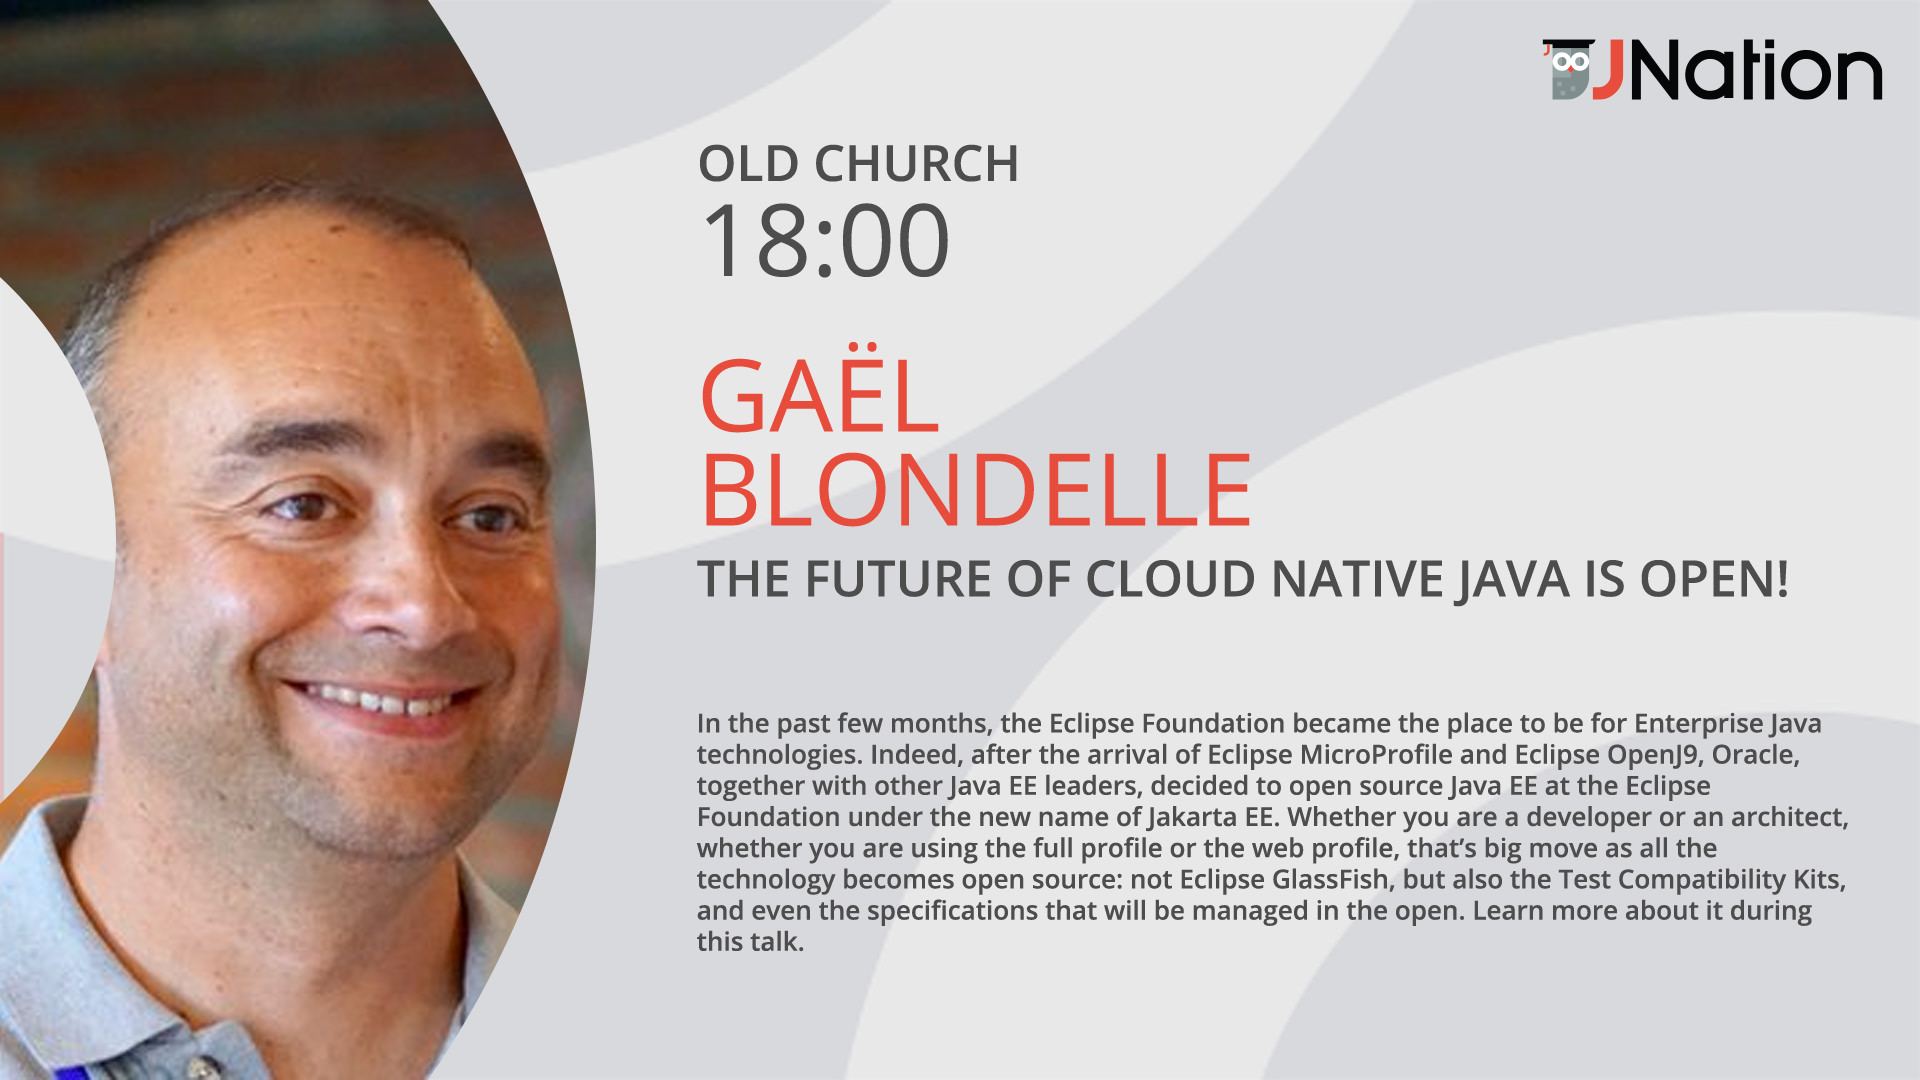 JNation
OLD CHURCH
18:00
GAËL
BLONDELLE
THE FUTURE OF CLOUD NATIVE JAVA IS OPEN!
In the past few months, the Eclipse Foundation became the place to be for Enterprise Java
technologies. Indeed, after the arrival of Eclipse MicroProfile and Eclipse OpenJ9, Oracle,
together with other Java EE leaders, decided to open source Java EE at the Eclipse
Foundation under the new name of Jakarta EE. Whether you are a developer or an architect,
whether you are using the full profile or the web profile, that’s big move as all the
technology becomes open source: not Eclipse GlassFish, but also the Test Compatibility Kits,
and even the specifications that will be managed in the open. Learn more about it during
this talk.